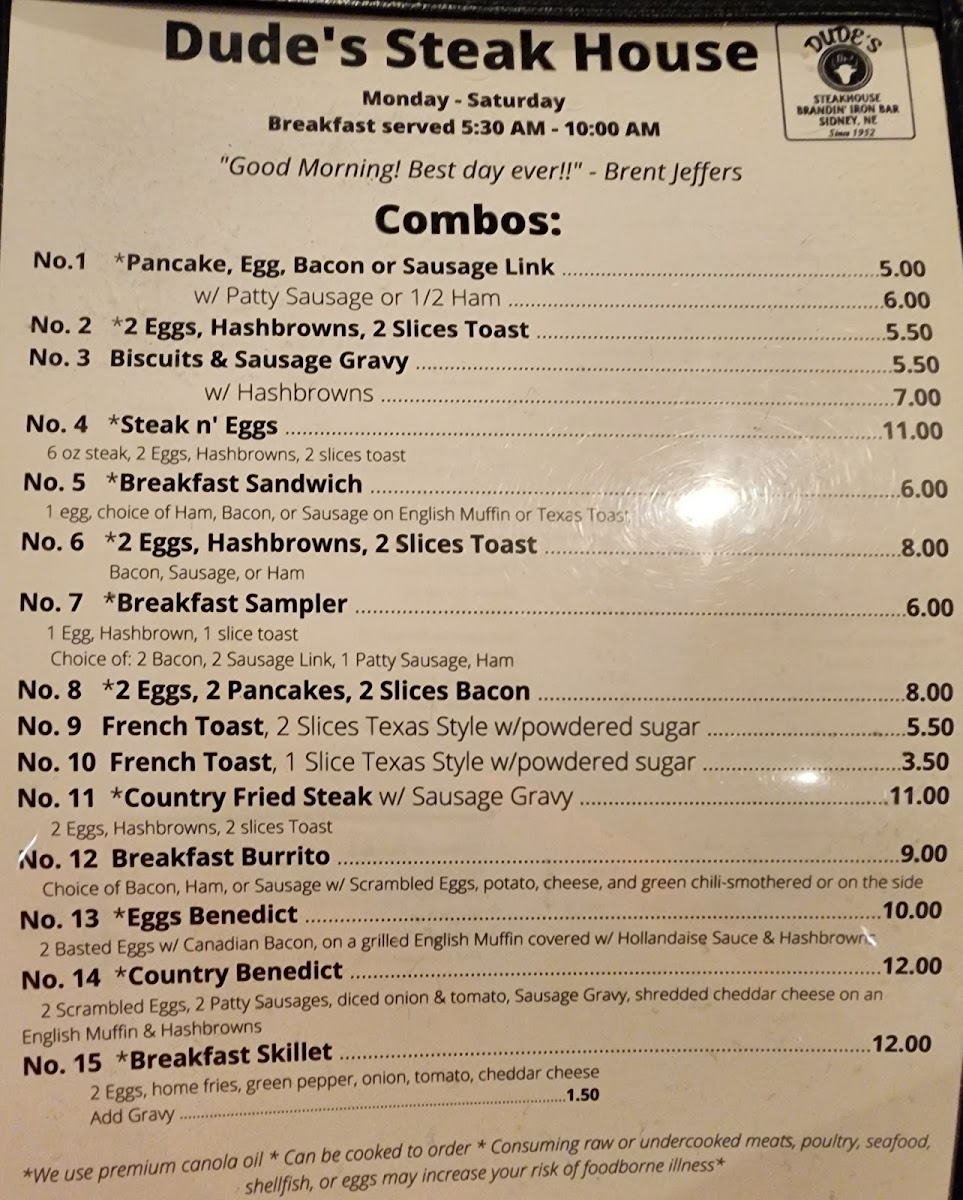 Dude's Steak House
DUDE'S
STEAKHOUSE
BRANDIN' IRON BAR
SIDNEY, NE
Since 1952
Monday - Saturday
Breakfast served 5:30 AM - 10:00 AM
"Good Morning! Best day ever!!" - Brent Jeffers
Combos:
No.1 *Pancake, Egg, Bacon or Sausage Link 5.00
w/ Patty Sausage or 1/2 Ham 6.00
No. 2 *2 Eggs, Hashbrowns, 2 Slices Toast 5.50
No. 3 Biscuits & Sausage Gravy 5.50
w/ Hashbrowns 7.00
No. 4 *Steak n' Eggs 11.00
6 oz steak, 2 Eggs, Hashbrowns, 2 slices toast
No. 5 *Breakfast Sandwich 6.00
1 egg, choice of Ham, Bacon, or Sausage on English Muffin or Texas Toast
No. 6 *2 Eggs, Hashbrowns, 2 Slices Toast 8.00
Bacon, Sausage, or Ham
No. 7 *Breakfast Sampler 6.00
1 Egg, Hashbrown, 1 slice toast
Choice of: 2 Bacon, 2 Sausage Link, 1 Patty Sausage, Ham
No. 8 *2 Eggs, 2 Pancakes, 2 Slices Bacon 8.00
No. 9 French Toast, 2 Slices Texas Style w/powdered sugar 5.50
No. 10 French Toast, 1 Slice Texas Style w/powdered sugar 3.50
No. 11 *Country Fried Steak w/ Sausage Gravy 11.00
2 Eggs, Hashbrowns, 2 slices Toast
No. 12 Breakfast Burrito 9.00
Choice of Bacon, Ham, or Sausage w/ Scrambled Eggs, potato, cheese, and green chili-smothered or on the side
No. 13 *Eggs Benedict 10.00
2 Basted Eggs w/ Canadian Bacon, on a grilled English Muffin covered w/ Hollandaise Sauce & Hashbrowns
No. 14 *Country Benedict 12.00
2 Scrambled Eggs, 2 Patty Sausages, diced onion & tomato, Sausage Gravy, shredded cheddar cheese on an
English Muffin & Hashbrowns
No. 15 *Breakfast Skillet 12.00
2 Eggs, home fries, green pepper, onion, tomato, cheddar cheese
Add Gravy 1.50
*We use premium canola oil * Can be cooked to order * Consuming raw or undercooked meats, poultry, seafood,
shellfish, or eggs may increase your risk of foodborne illness*